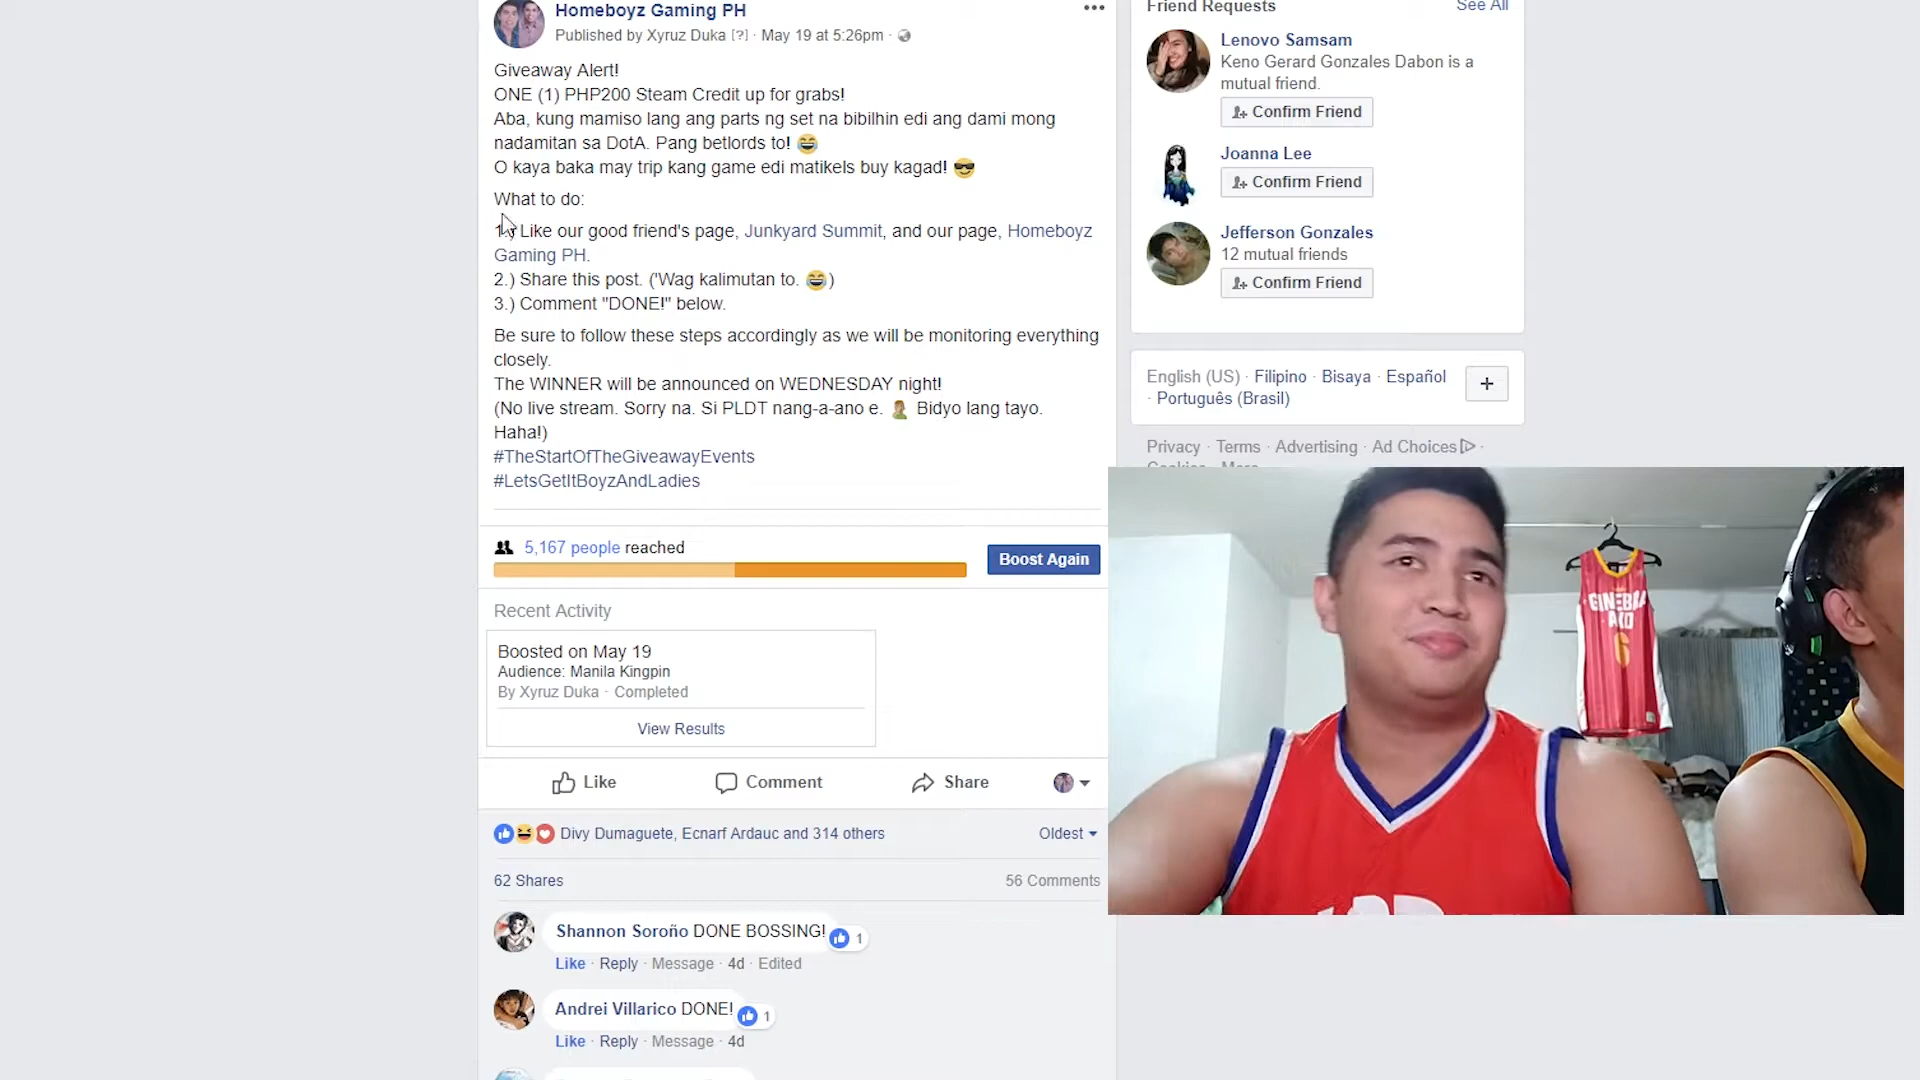 Homeboyz Gaming PH
Published by Xyruz Duka [?] · May 19 at 5:26pm ·
Giveaway Alert!
ONE (1) PHP200 Steam Credit up for grabs!
Aba, kung mamiso lang ang parts ng set na bibilhin edi ang dami mong
nadamitan sa DotA. Pang betlords to! 😂
O kaya baka may trip kang game edi matikels buy kagad! 😎
What to do:
1.) Like our good friend's page, Junkyard Summit, and our page, Homeboyz
Gaming PH.
2.) Share this post. ('Wag kalimutan to. 😂)
3.) Comment "DONE!" below.
Be sure to follow these steps accordingly as we will be monitoring everything
closely.
The WINNER will be announced on WEDNESDAY night!
(No live stream. Sorry na. Si PLDT nang-a-ano e. 🤦 Bidyo lang tayo.
Haha!)
#TheStartOfTheGiveawayEvents
#LetsGetItBoyzAndLadies
5,167 people reached
Boost Again
Recent Activity
Boosted on May 19
Audience: Manila Kingpin
By Xyruz Duka · Completed
View Results
Like
Comment
Share
Divy Dumaguete, Ecnarf Ardauc and 314 others
Oldest
62 Shares
56 Comments
Shannon Soroño DONE BOSSING!
1
Like · Reply · Message · 4d · Edited
Andrei Villarico DONE!
1
Like · Reply · Message · 4d
Friend Requests
See All
Lenovo Samsam
Keno Gerard Gonzales Dabon is a
mutual friend.
Confirm Friend
Joanna Lee
Confirm Friend
Jefferson Gonzales
12 mutual friends
Confirm Friend
English (US) · Filipino · Bisaya · Español
· Português (Brasil)
+
Privacy · Terms · Advertising · Ad Choices ·
GINEBRA
AKO
6